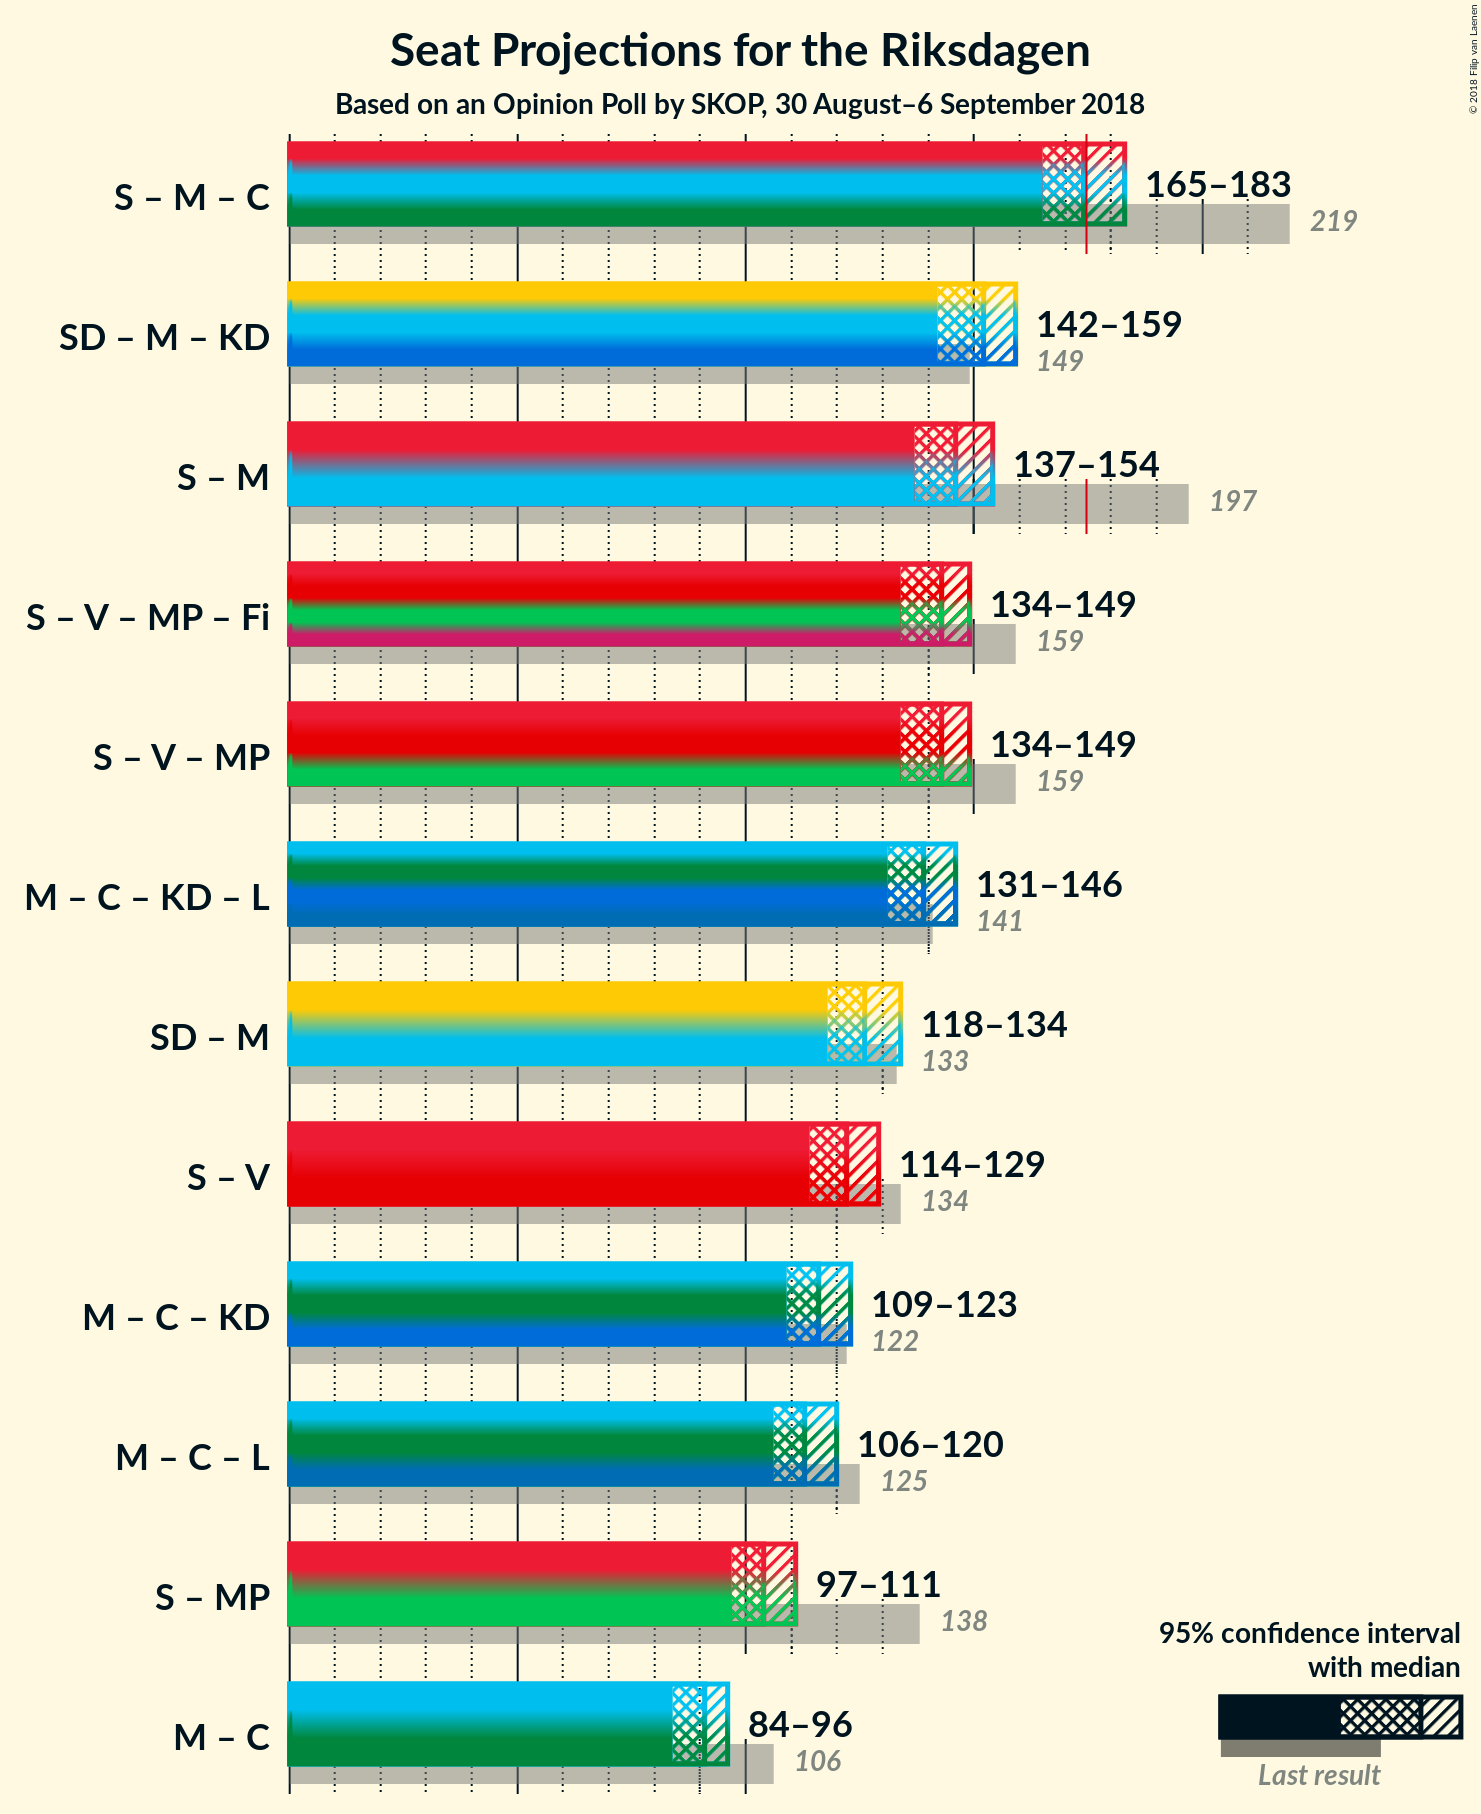 Seat Projections for the Riksdagen
Based on an Opinion Poll by SKOP, 30 August–6 September 2018
© 2018 Filip van Laenen
S – M – C
165–183
219
SD – M – KD
142–159
149
S – M
137–154
197
S – V – MP – Fi
134–149
159
S – V – MP
134–149
159
M – C – KD – L
131–146
141
SD – M
118–134
133
S – V
114–129
134
M – C – KD
109–123
122
M – C – L
106–120
125
S – MP
97–111
138
M – C
84–96
106
95% confidence interval
with median
Last result